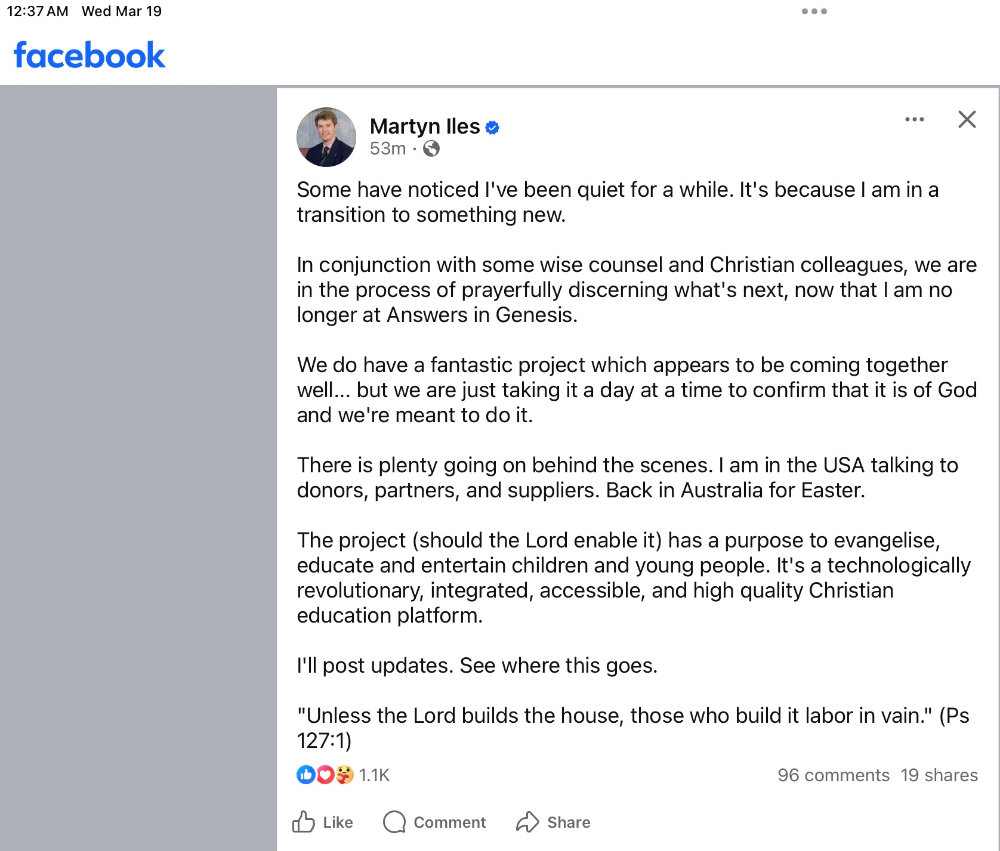 12:37 AM Wed Mar 19
facebook
Martyn Iles
53m ·
Some have noticed I've been quiet for a while. It's because I am in a
transition to something new.
In conjunction with some wise counsel and Christian colleagues, we are
in the process of prayerfully discerning what's next, now that I am no
longer at Answers in Genesis.
We do have a fantastic project which appears to be coming together
well... but we are just taking it a day at a time to confirm that it is of God
and we're meant to do it.
There is plenty going on behind the scenes. I am in the USA talking to
donors, partners, and suppliers. Back in Australia for Easter.
The project (should the Lord enable it) has a purpose to evangelise,
educate and entertain children and young people. It's a technologically
revolutionary, integrated, accessible, and high quality Christian
education platform.
I'll post updates. See where this goes.
"Unless the Lord builds the house, those who build it labor in vain." (Ps
127:1)
1.1K 96 comments 19 shares
Like Comment Share